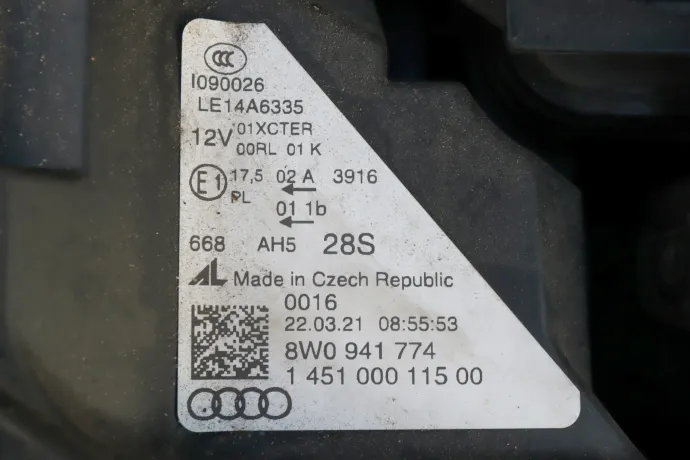 CCC
I090026
LE14A6335
12V 01XCTER
00RL 01 K
E1 17,5 02 A 3916
PL 01 1b
668 AH5 28S
AL Made in Czech Republic
0016
22.03.21 08:55:53
8W0 941 774
1 451 000 115 00